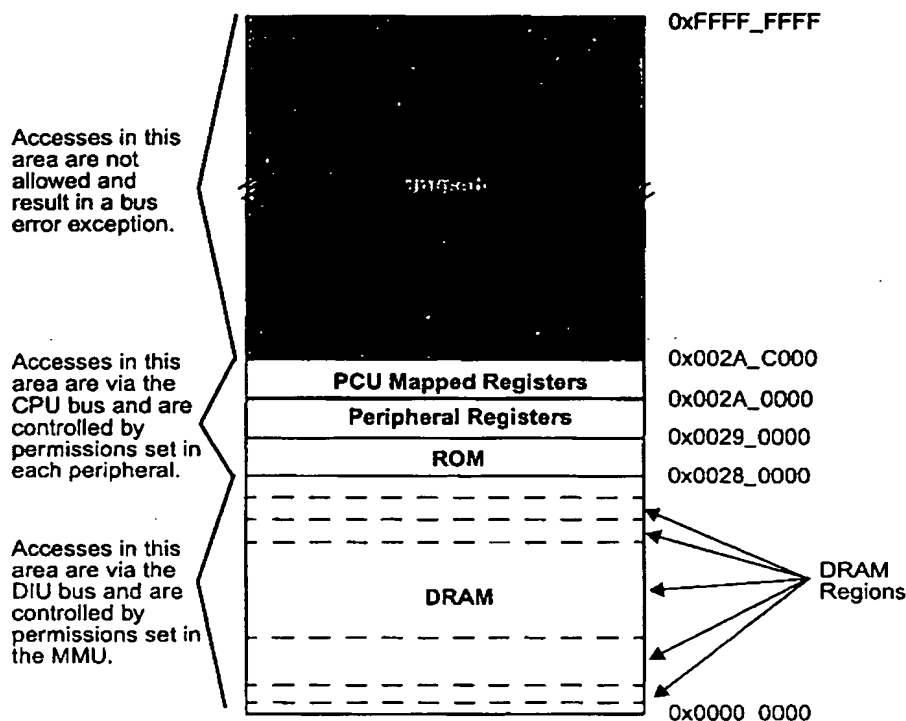 0xFFFF_FFFF
Accesses in this
area are not
allowed and
result in a bus
error exception.
0x002A_C000
Accesses in this
area are via the
CPU bus and are
controlled by
permissions set in
each peripheral.
PCU Mapped Registers
0x002A_0000
Peripheral Registers
0x0029_0000
ROM
0x0028_0000
Accesses in this
area are via the
DIU bus and are
controlled by
permissions set in
the MMU.
DRAM
DRAM
Regions
0x0000_0000